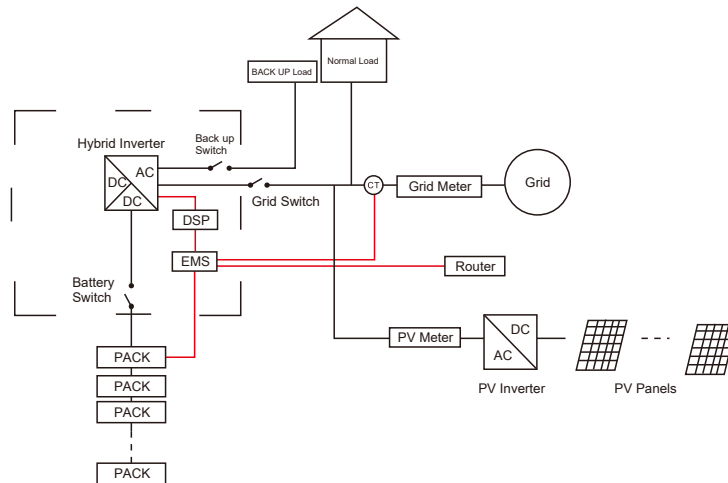 Normal Load
BACK UP Load
Back up
Switch
Hybrid Inverter
AC
DC
DC
CT
Grid Meter
Grid
Grid Switch
DSP
EMS
Router
Battery
Switch
PV Meter
DC
AC
PACK
PV Inverter
PV Panels
PACK
PACK
PACK